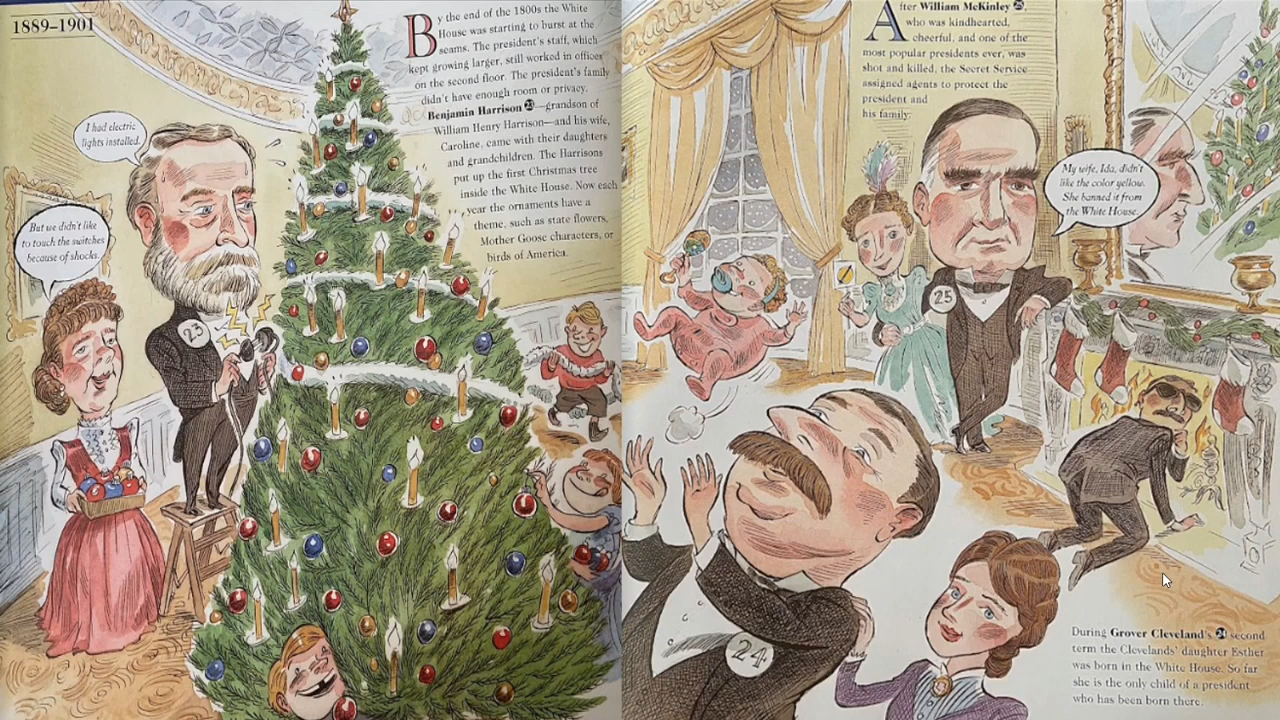 1889–1901
By the end of the 1800s the White
House was starting to burst at the
seams. The president's staff, which
kept growing larger, still worked in offices
on the second floor. The president's family
didn't have enough room or privacy.
Benjamin Harrison 23—grandson of
William Henry Harrison—and his wife,
Caroline, came with their daughters
and grandchildren. The Harrisons
put up the first Christmas tree
inside the White House. Now each
year the ornaments have a
theme, such as state flowers,
Mother Goose characters, or
birds of America.
I had electric
lights installed.
But we didn't like
to touch the switches
because of shocks.
23
After William McKinley 25,
who was kindhearted,
cheerful, and one of the
most popular presidents ever, was
shot and killed, the Secret Service
assigned agents to protect the
president and
his family.
My wife, Ida, didn't
like the color yellow.
She banned it from
the White House.
25
24
During Grover Cleveland's 24 second
term the Clevelands' daughter Esther
was born in the White House. So far
she is the only child of a president
who has been born there.